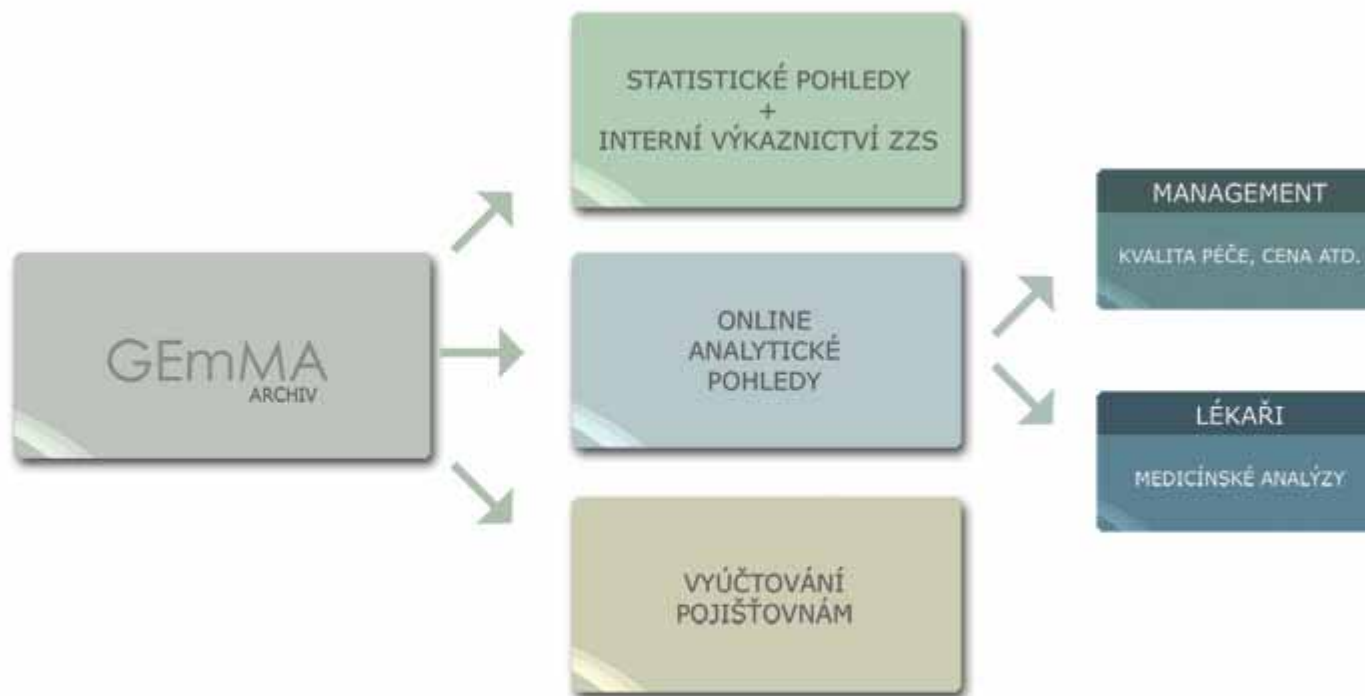 STATISTICKÉ POHLEDY
+
INTERNÍ VÝKAZNICTVÍ ZZS
GEmMA
ARCHIV
ONLINE
ANALYTICKÉ
POHLEDY
VYÚČTOVÁNÍ
POJIŠŤOVNÁM
MANAGEMENT
KVALITA PÉČE, CENA ATD.
LÉKAŘI
MEDICÍNSKÉ ANALÝZY